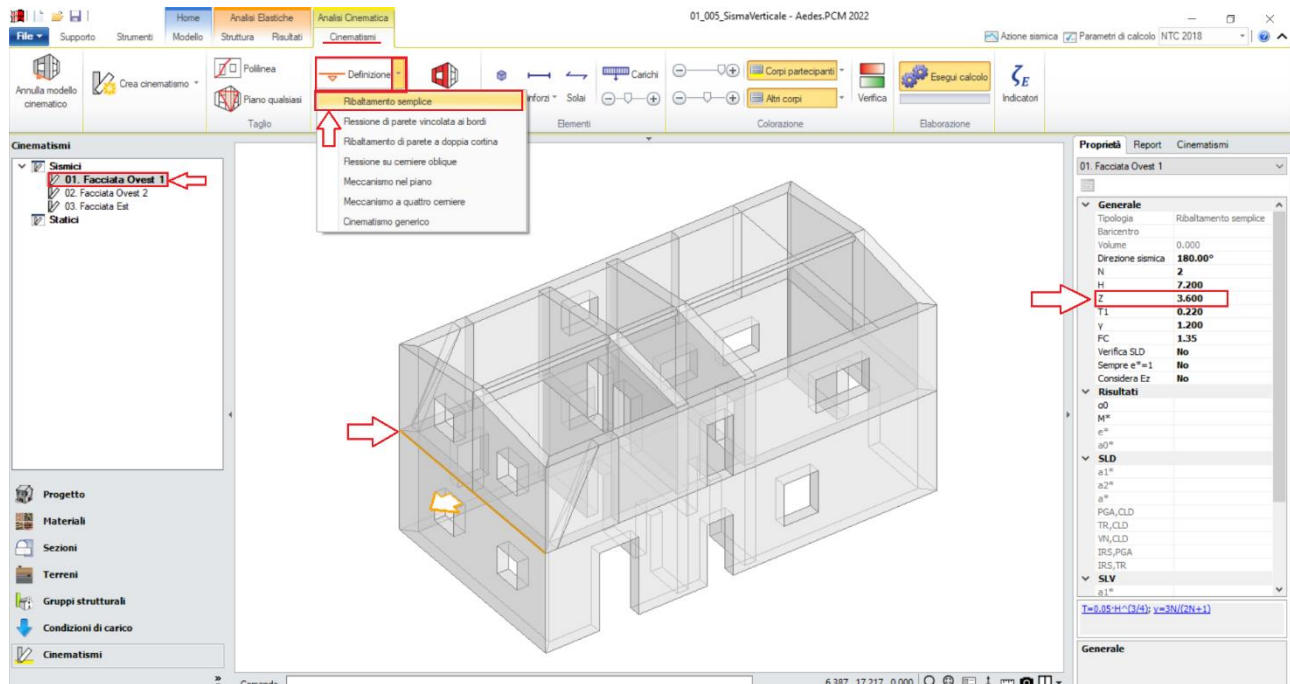 01_005_SismaVerticale - Aedes.PCM 2022
Home Analisi Elastiche Analisi Cinematica
File Supporto Strumenti Modello Struttura Risultati Cinematismi
Azione sismica Parametri di calcolo NTC 2018
Annulla modello cinematico
Crea cinematismo
Polilinea
Piano qualsiasi
Taglio
Definizione
Ribaltamento semplice
Flessione di parete vincolata ai bordi
Ribaltamento di parete a doppia cortina
Flessione su cerniere oblique
Meccanismo nel piano
Meccanismo a quattro cerniere
Cinematismo generico
Solai
Carichi
Elementi
Corpi partecipanti
Altri corpi
Verifica
Colorazione
Esegui calcolo
Elaborazione
ζE
Indicatori
Cinematismi
Sismici
01. Facciata Ovest 1
02. Facciata Ovest 2
03. Facciata Est
Statici
Progetto
Materiali
Sezioni
Terreni
Gruppi strutturali
Condizioni di carico
Cinematismi
Comando
6.387, 17.217, 0.000
Proprietà Report Cinematismi
01. Facciata Ovest 1
Generale
Tipologia Ribaltamento semplice
Baricentro
Volume 0.000
Direzione sismica 180.00°
N 2
H 7.200
Z 3.600
T1 0.220
γ 1.200
FC 1.35
Verifica SLD No
Sempre e*=1 No
Considera Ez No
Risultati
α0
M*
e*
a0*
SLD
a1*
a2*
a*
PGA,CLD
TR,CLD
VN,CLD
IRS,PGA
IRS,TR
SLV
a1*
T=0.05·H^(3/4); γ=3N/(2N+1)
Generale